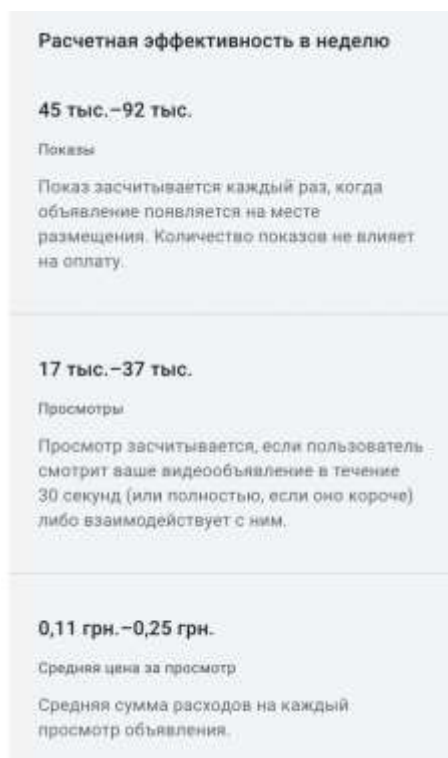 Расчетная эффективность в неделю
45 тыс.–92 тыс.
Показы
Показ засчитывается каждый раз, когда
объявление появляется на месте
размещения. Количество показов не влияет
на оплату.
17 тыс.–37 тыс.
Просмотры
Просмотр засчитывается, если пользователь
смотрит ваше видеообъявление в течение
30 секунд (или полностью, если оно короче)
либо взаимодействует с ним.
0,11 грн.–0,25 грн.
Средняя цена за просмотр
Средняя сумма расходов на каждый
просмотр объявления.